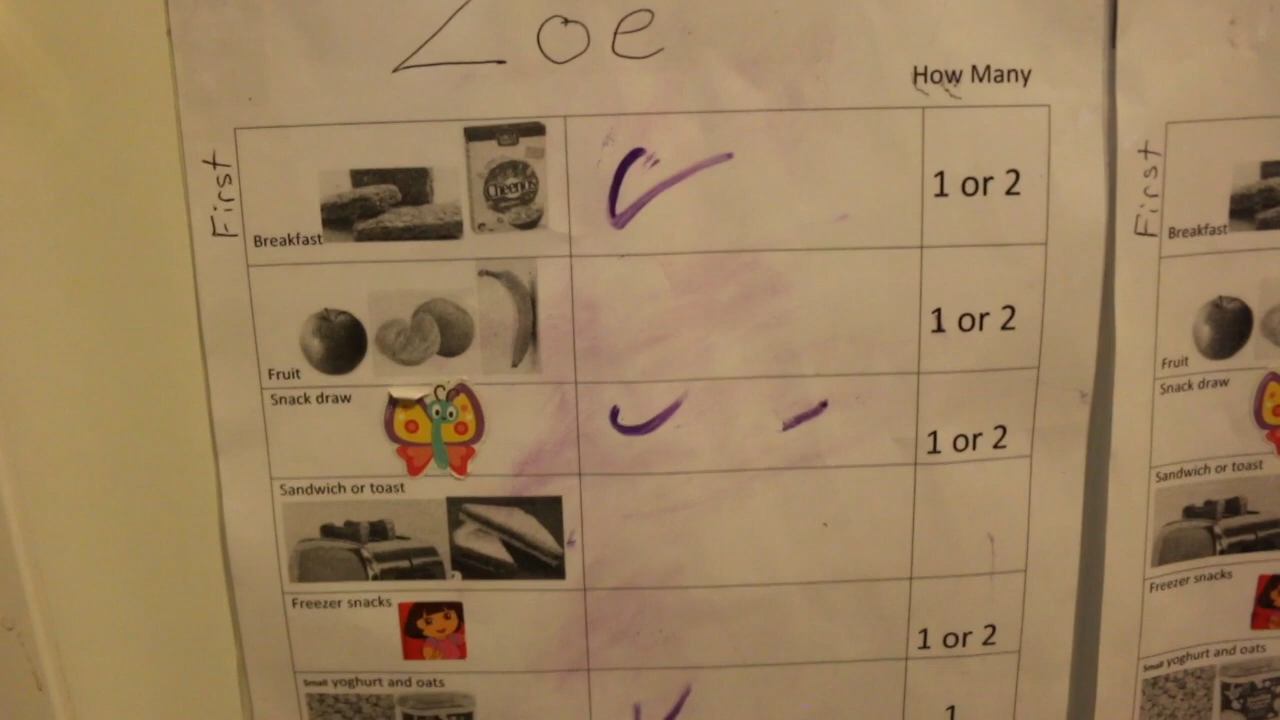 Zoe
How Many
First
Breakfast
Cheerios
1 or 2
Fruit
1 or 2
Snack draw
1 or 2
Sandwich or toast
Freezer snacks
1 or 2
Small yoghurt and oats
1
First
Breakfast
Fruit
Snack draw
Sandwich or toast
Freezer snacks
Small yoghurt and oats